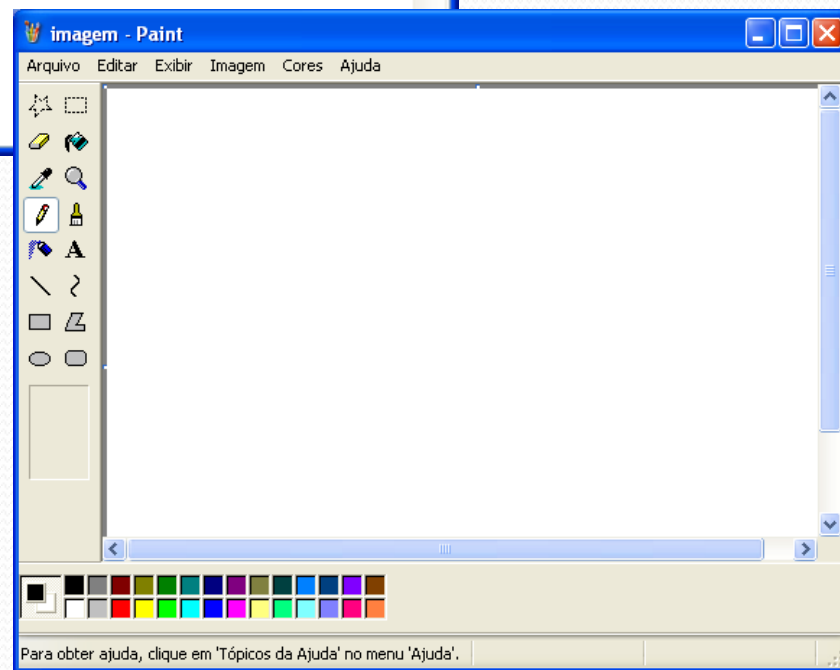 imagem - Paint
Arquivo Editar Exibir Imagem Cores Ajuda
A
Para obter ajuda, clique em 'Tópicos da Ajuda' no menu 'Ajuda'.